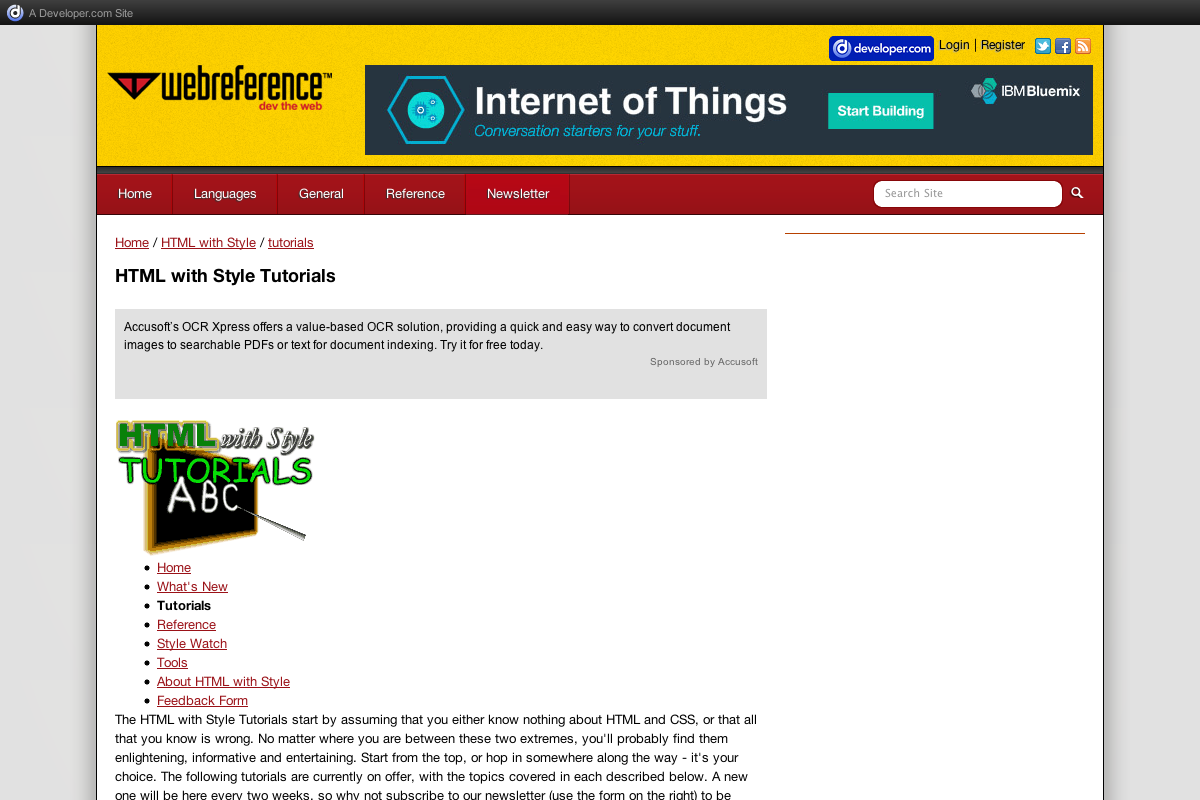 A Developer.com Site
developer.com Login | Register
webreference™
dev the web
Internet of Things
Conversation starters for your stuff.
Start Building
IBM Bluemix
Home Languages General Reference Newsletter Search Site
Home / HTML with Style / tutorials
HTML with Style Tutorials
Accusoft's OCR Xpress offers a value-based OCR solution, providing a quick and easy way to convert document
images to searchable PDFs or text for document indexing. Try it for free today.
Sponsored by Accusoft
HTML with Style
TUTORIALS
ABC
Home
What's New
Tutorials
Reference
Style Watch
Tools
About HTML with Style
Feedback Form
The HTML with Style Tutorials start by assuming that you either know nothing about HTML and CSS, or that all
that you know is wrong. No matter where you are between these two extremes, you'll probably find them
enlightening, informative and entertaining. Start from the top, or hop in somewhere along the way - it's your
choice. The following tutorials are currently on offer, with the topics covered in each described below. A new
one will be here every two weeks, so why not subscribe to our newsletter (use the form on the right) to be